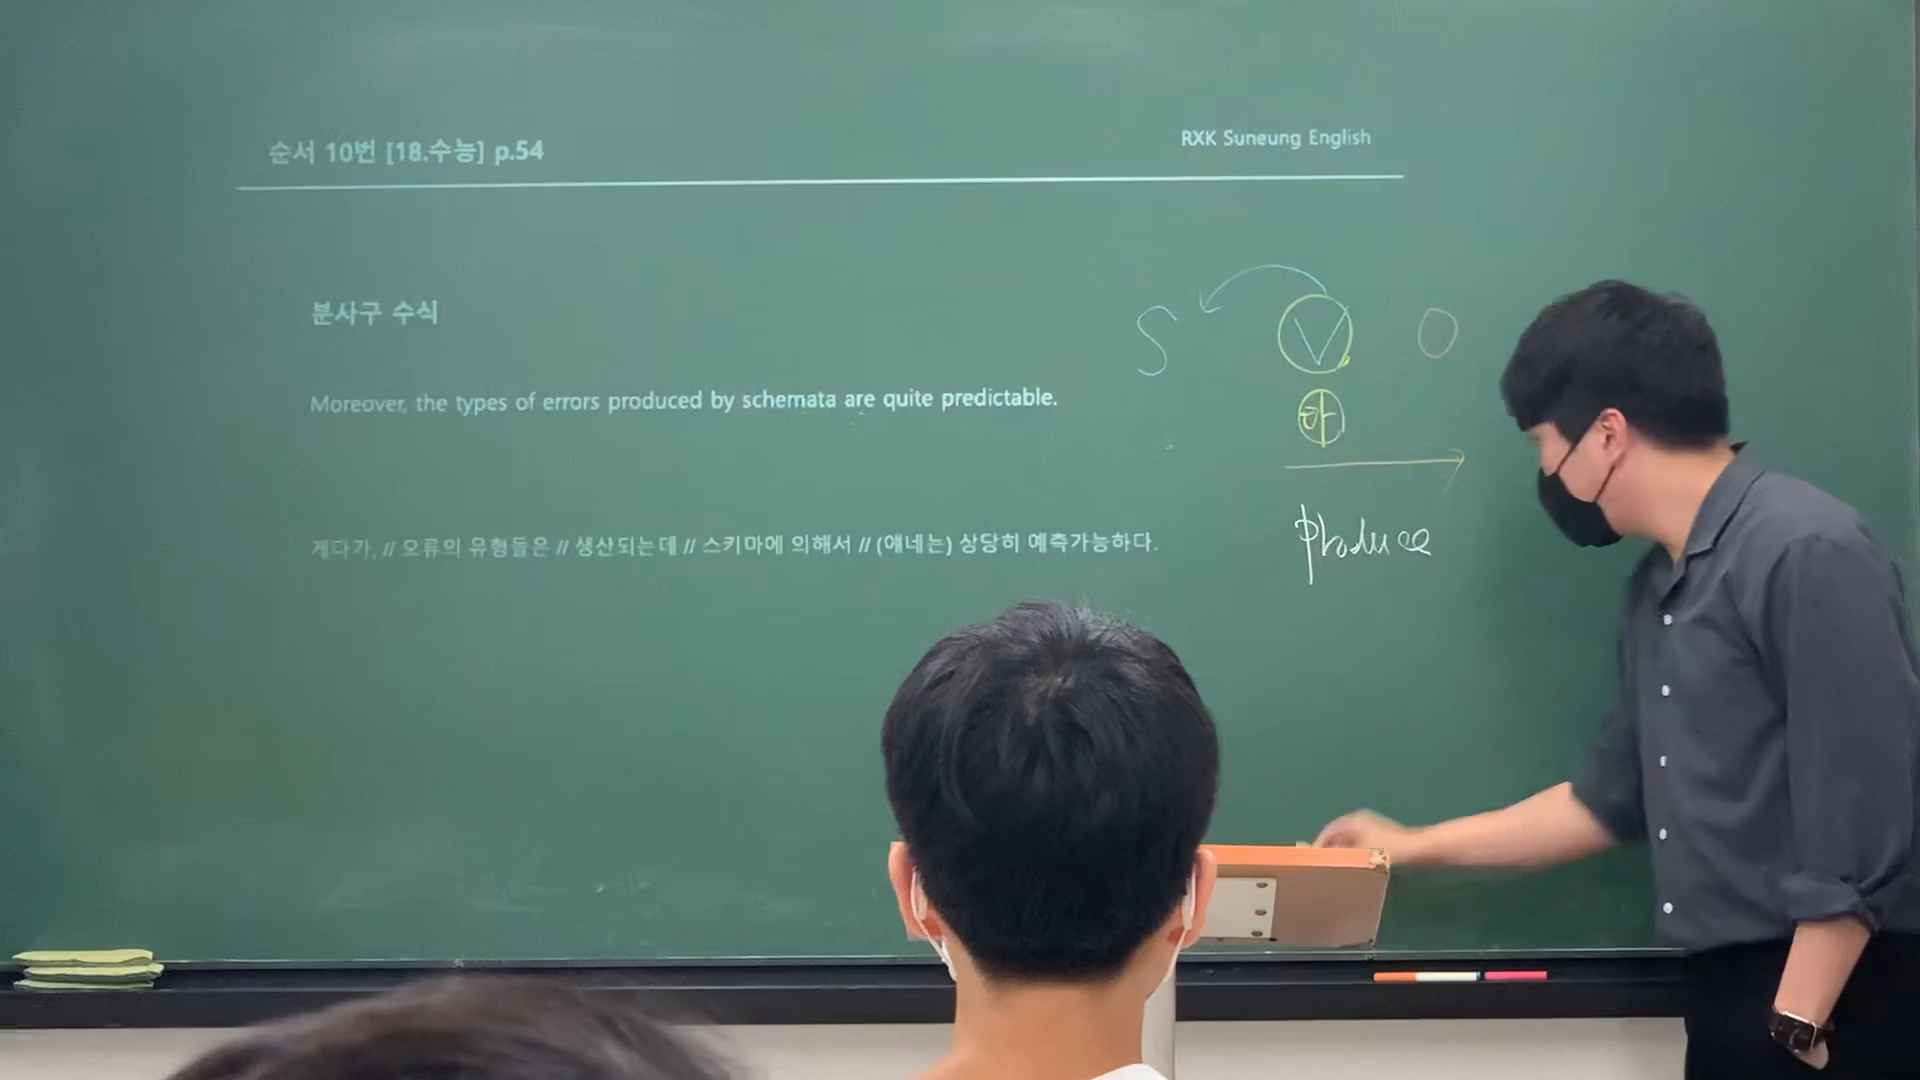 순서 10번 [18.수능] p.54
RXK Suneung English
분사구 수식
S V O
Moreover, the types of errors produced by schemata are quite predictable.
야
게다가, // 오류의 유형들은 // 생산되는데 // 스키마에 의해서 // (얘네는) 상당히 예측가능하다.
produce